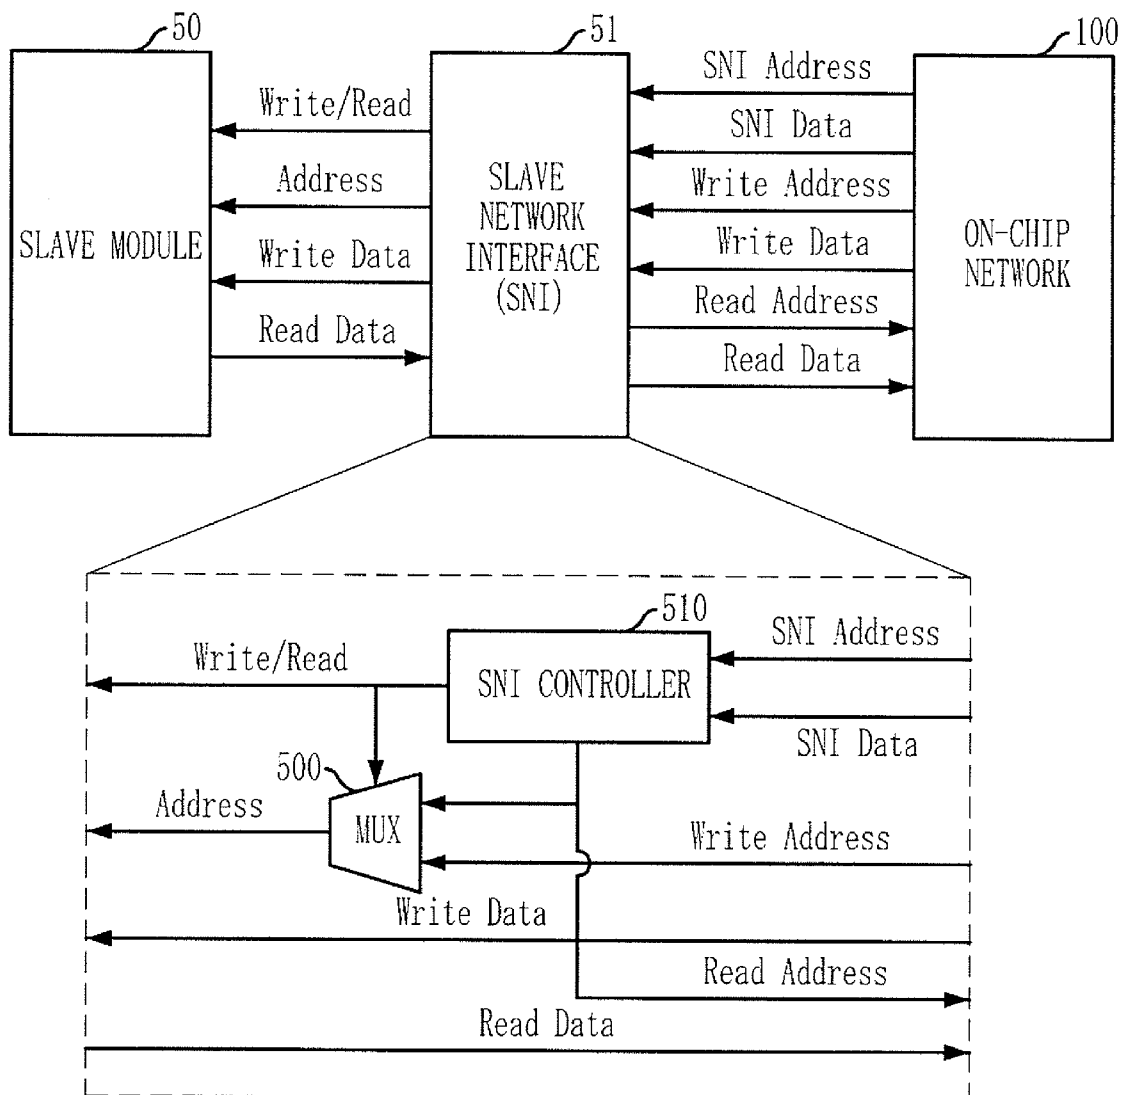 50
51
100
SNI Address
Write/Read
SNI Data
Address
SLAVE
NETWORK
INTERFACE
(SNI)
Write Address
SLAVE MODULE
Write Data
Write Data
ON-CHIP
NETWORK
Read Data
Read Address
Read Data
510
SNI Address
Write/Read
SNI CONTROLLER
SNI Data
500
Address
MUX
Write Address
Write Data
Read Address
Read Data